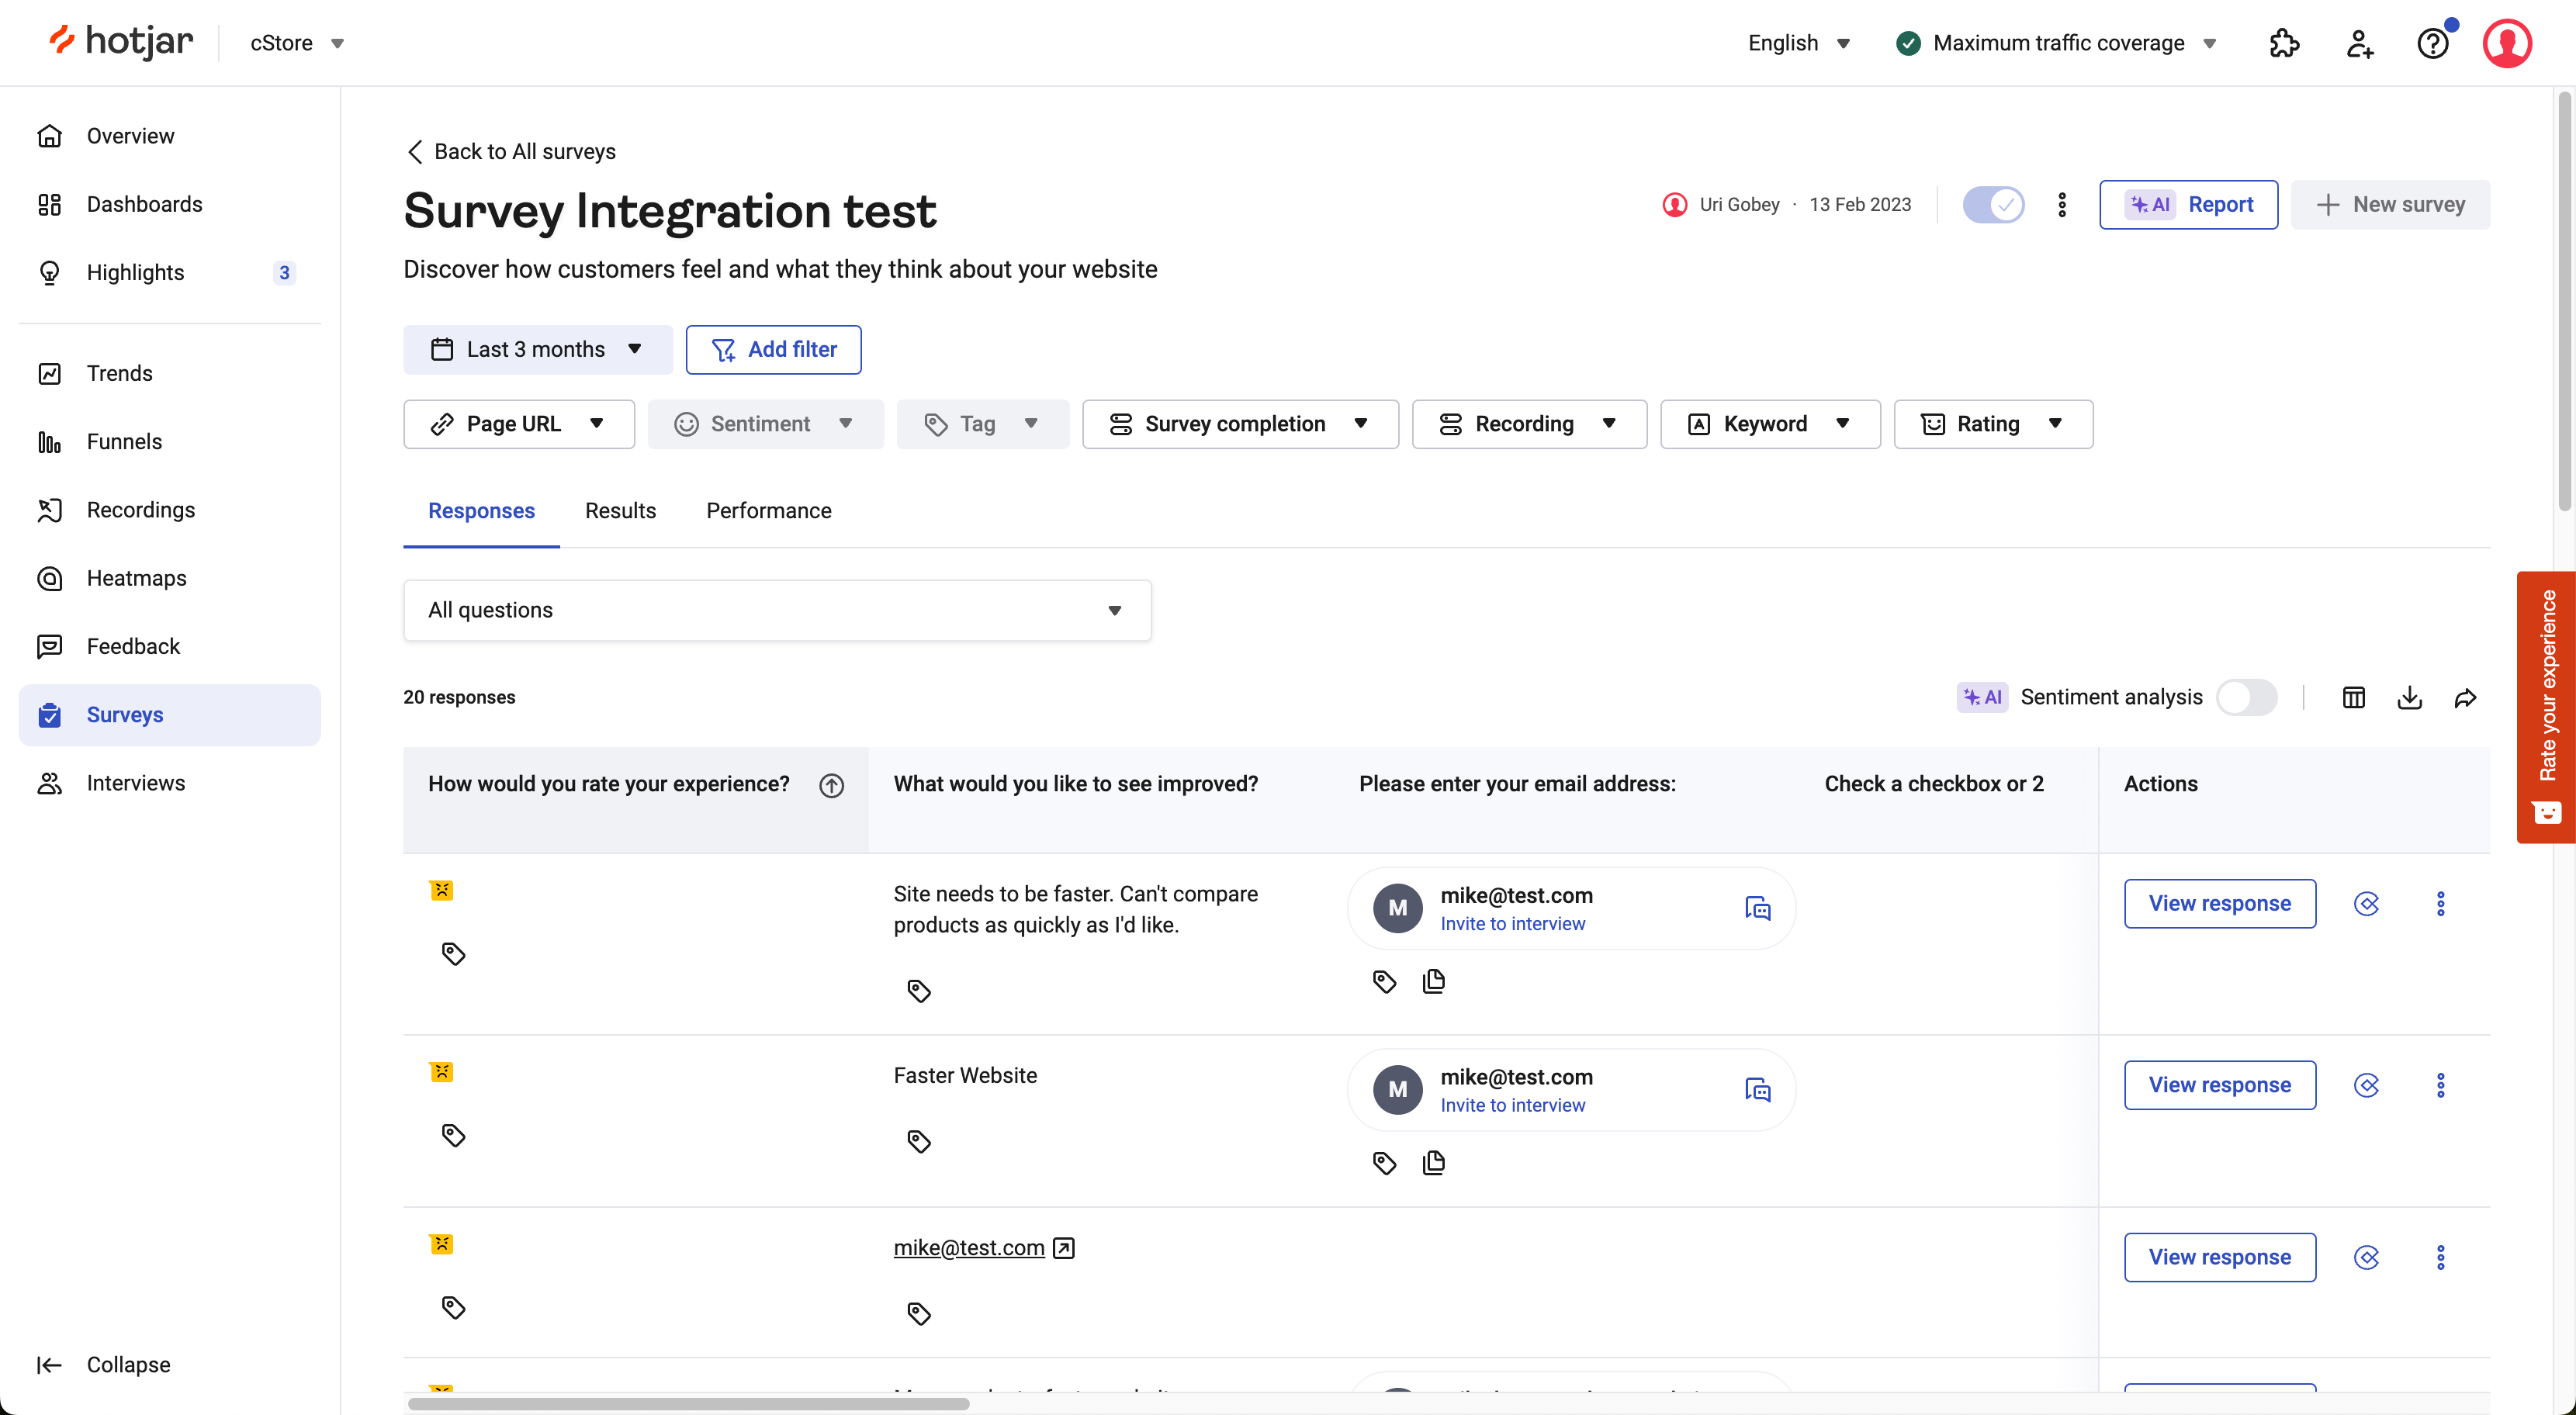 hotjar
cStore
English
Maximum traffic coverage
Overview
Dashboards
Highlights 3
Trends
Funnels
Recordings
Heatmaps
Feedback
Surveys
Interviews
Collapse
Back to All surveys
Survey Integration test
Uri Gobey · 13 Feb 2023
AI Report
New survey
Discover how customers feel and what they think about your website
Last 3 months
Add filter
Page URL
Sentiment
Tag
Survey completion
Recording
Keyword
Rating
Responses
Results
Performance
All questions
20 responses
AI Sentiment analysis
How would you rate your experience?
What would you like to see improved?
Please enter your email address:
Check a checkbox or 2
Actions
Site needs to be faster. Can't compare
products as quickly as I'd like.
M
mike@test.com
Invite to interview
View response
Faster Website
M
mike@test.com
Invite to interview
View response
mike@test.com
View response
Rate your experience